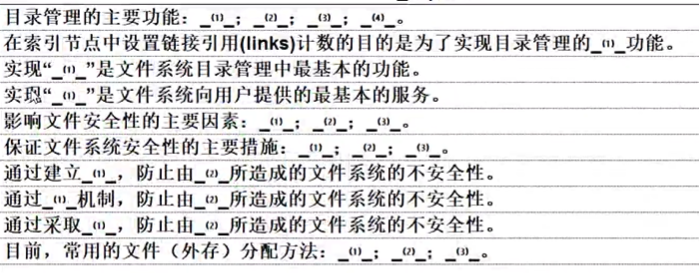 目录管理的主要功能：_(1)_；_(2)_；_(3)_；_(4)_。
在索引节点中设置链接引用(links)计数的目的是为了实现目录管理的_(1)_功能。
实现“_(1)_”是文件系统目录管理中最基本的功能。
实现“_(1)_”是文件系统向用户提供的最基本的服务。
影响文件安全性的主要因素：_(1)_；_(2)_；_(3)_。
保证文件系统安全性的主要措施：_(1)_；_(2)_；_(3)_。
通过建立_(1)_，防止由_(2)_所造成的文件系统的不安全性。
通过_(1)_机制，防止由_(2)_所造成的文件系统的不安全性。
通过采取_(1)_，防止由_(2)_所造成的文件系统的不安全性。
目前，常用的文件（外存）分配方法：_(1)_；_(2)_；_(3)_。